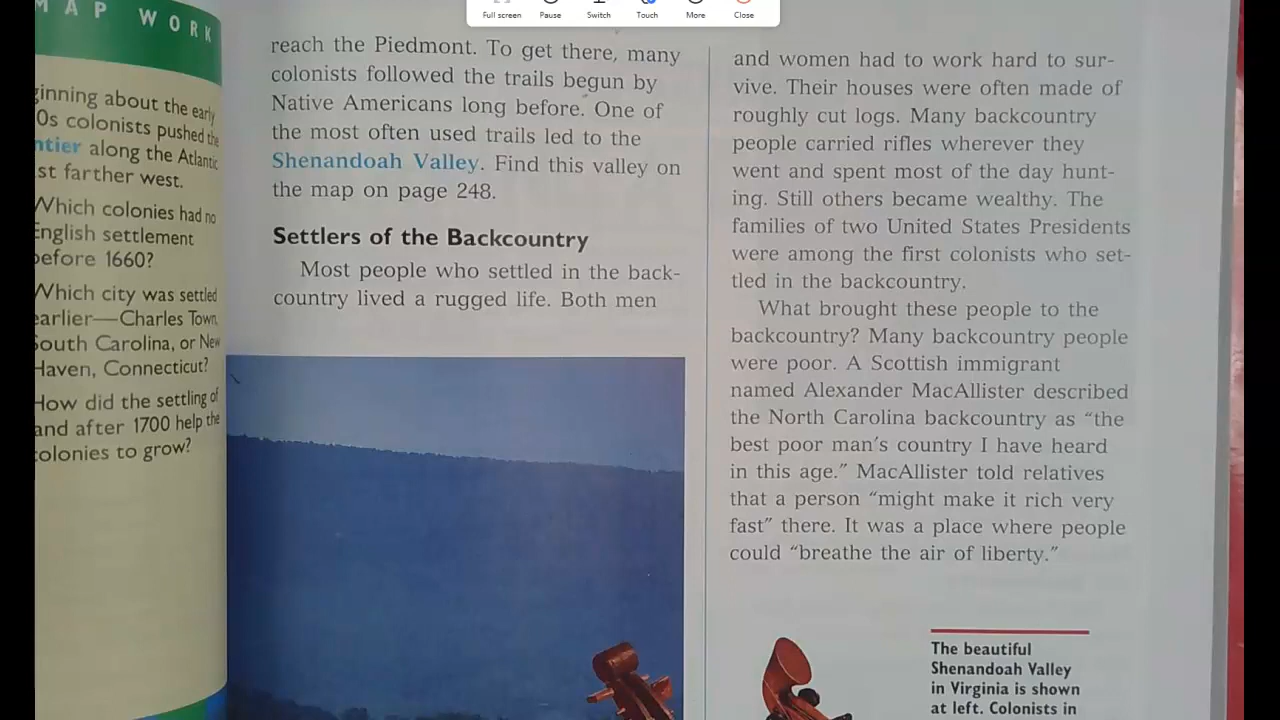 Full screen
Pause
Switch
Touch
More
Close
MAP WORK
about the early
0s colonists pushed the
along the Atlantic
farther west.
Which colonies had no
English settlement
before 1660?
Which city was settled
earlier—Charles Town,
South Carolina, or New
Haven, Connecticut?
How did the settling of
and after 1700 help the
colonies to grow?
reach the Piedmont. To get there, many
colonists followed the trails begun by
Native Americans long before. One of
the most often used trails led to the
Shenandoah Valley. Find this valley on
the map on page 248.
Settlers of the Backcountry
Most people who settled in the back-
country lived a rugged life. Both men
and women had to work hard to sur-
vive. Their houses were often made of
roughly cut logs. Many backcountry
people carried rifles wherever they
went and spent most of the day hunt-
ing. Still others became wealthy. The
families of two United States Presidents
were among the first colonists who set-
tled in the backcountry.
What brought these people to the
backcountry? Many backcountry people
were poor. A Scottish immigrant
named Alexander MacAllister described
the North Carolina backcountry as “the
best poor man’s country I have heard
in this age.” MacAllister told relatives
that a person “might make it rich very
fast” there. It was a place where people
could “breathe the air of liberty.”
The beautiful
Shenandoah Valley
in Virginia is shown
at left. Colonists in